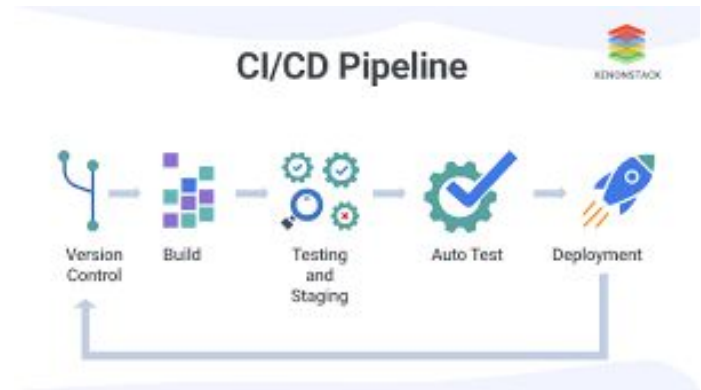 CI/CD Pipeline
XENONSTACK
Version
Control
Build
Testing
and
Staging
Auto Test
Deployment